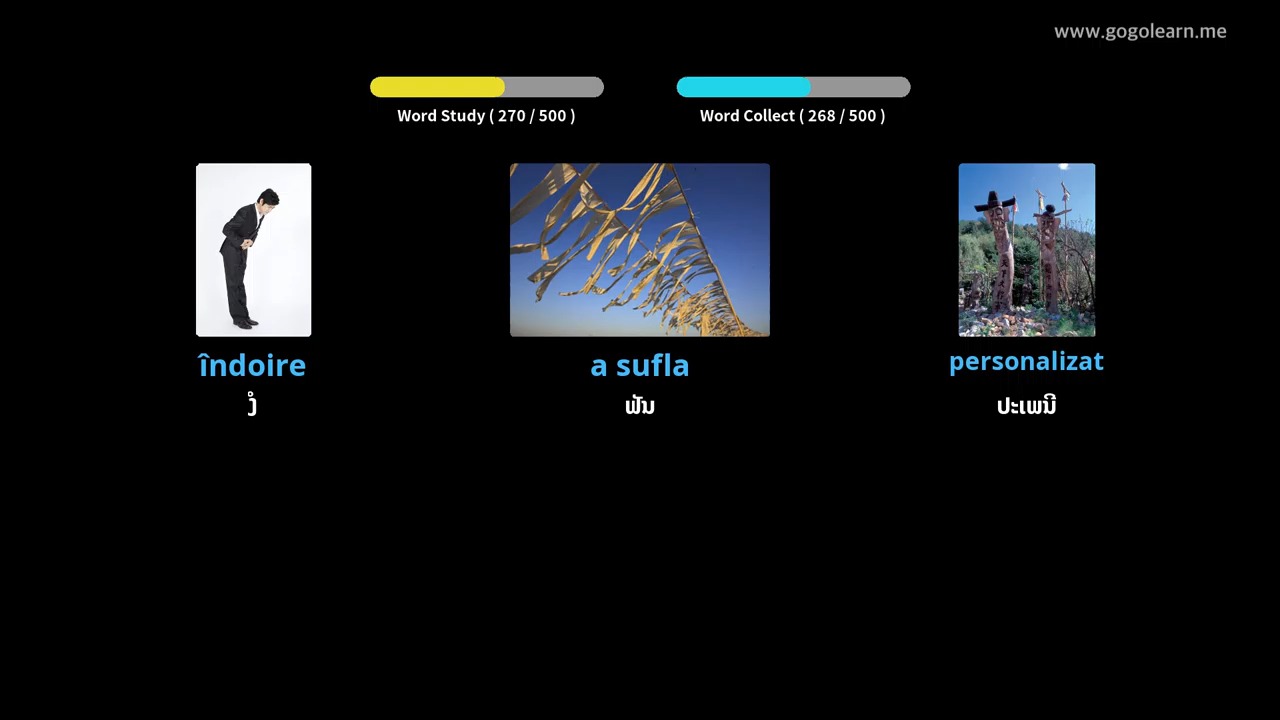 www.gogolearn.me
Word Study ( 270 / 500 )
Word Collect ( 268 / 500 )
îndoire
a sufla
personalizat
ງໍ
ຟັນ
ປະເພນີ